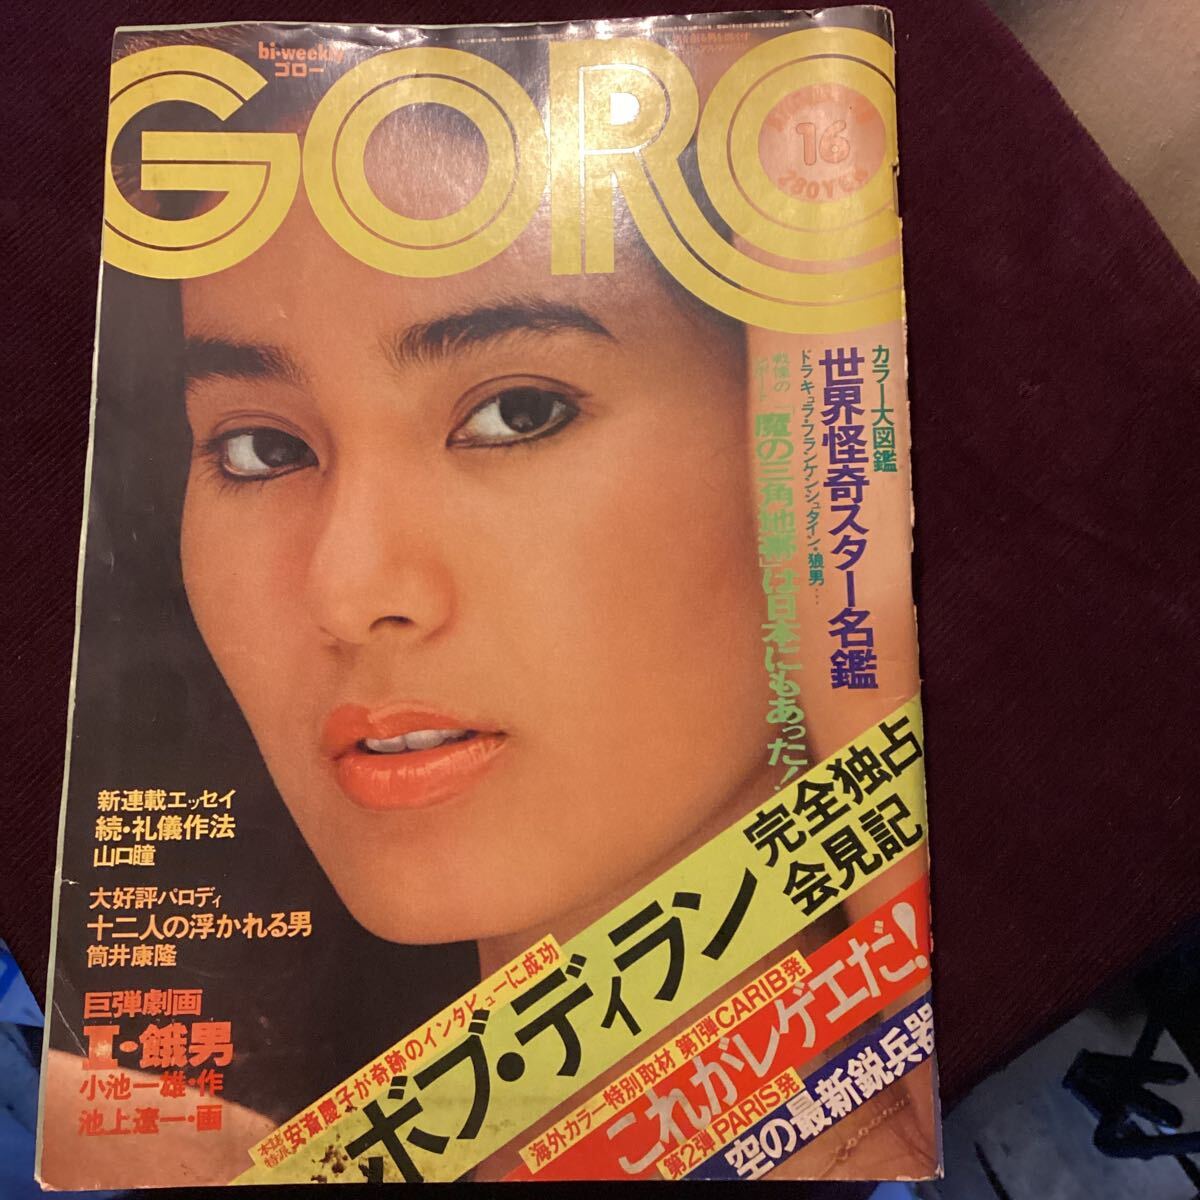 bi-weekly
ゴロー
GORO
16
280YEN
カラー大図鑑
世界怪奇スター名鑑
ドラキュラ・フランケンシュタイン・狼男…
戦慄の
レポート
「魔の三角地帯」は日本にもあった!
新連載エッセイ
続・礼儀作法
山口瞳
大好評パロディ
十二人の浮かれる男
筒井康隆
巨弾劇画
I・餓男
小池一雄・作
池上遼一・画
本誌
特派
安斎慶子が奇跡のインタビューに成功
ボブ・ディラン
完全独占
会見記
海外カラー特別取材 第1弾CARIB発
これがレゲエだ!
第2弾PARIS発
空の最新鋭兵器